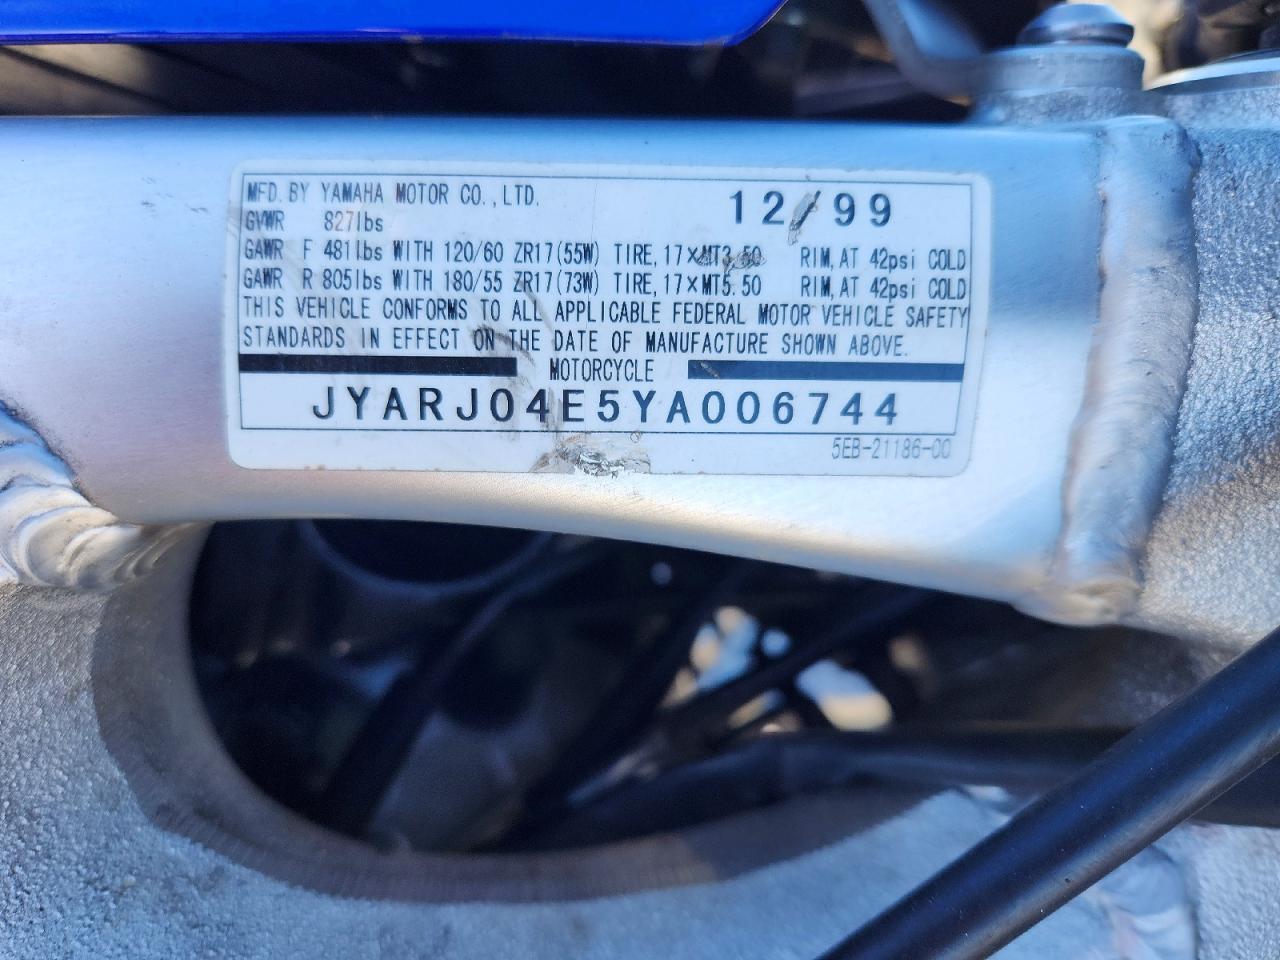 MFD. BY YAMAHA MOTOR CO.,LTD. 12/99
GVWR 827lbs
GAWR F 481lbs WITH 120/60 ZR17(55W) TIRE, 17×MT3.50 RIM, AT 42psi COLD
GAWR R 805lbs WITH 180/55 ZR17(73W) TIRE, 17×MT5.50 RIM, AT 42psi COLD
THIS VEHICLE CONFORMS TO ALL APPLICABLE FEDERAL MOTOR VEHICLE SAFETY
STANDARDS IN EFFECT ON THE DATE OF MANUFACTURE SHOWN ABOVE.
MOTORCYCLE
JYARJ04E5YA006744
5EB-21186-00